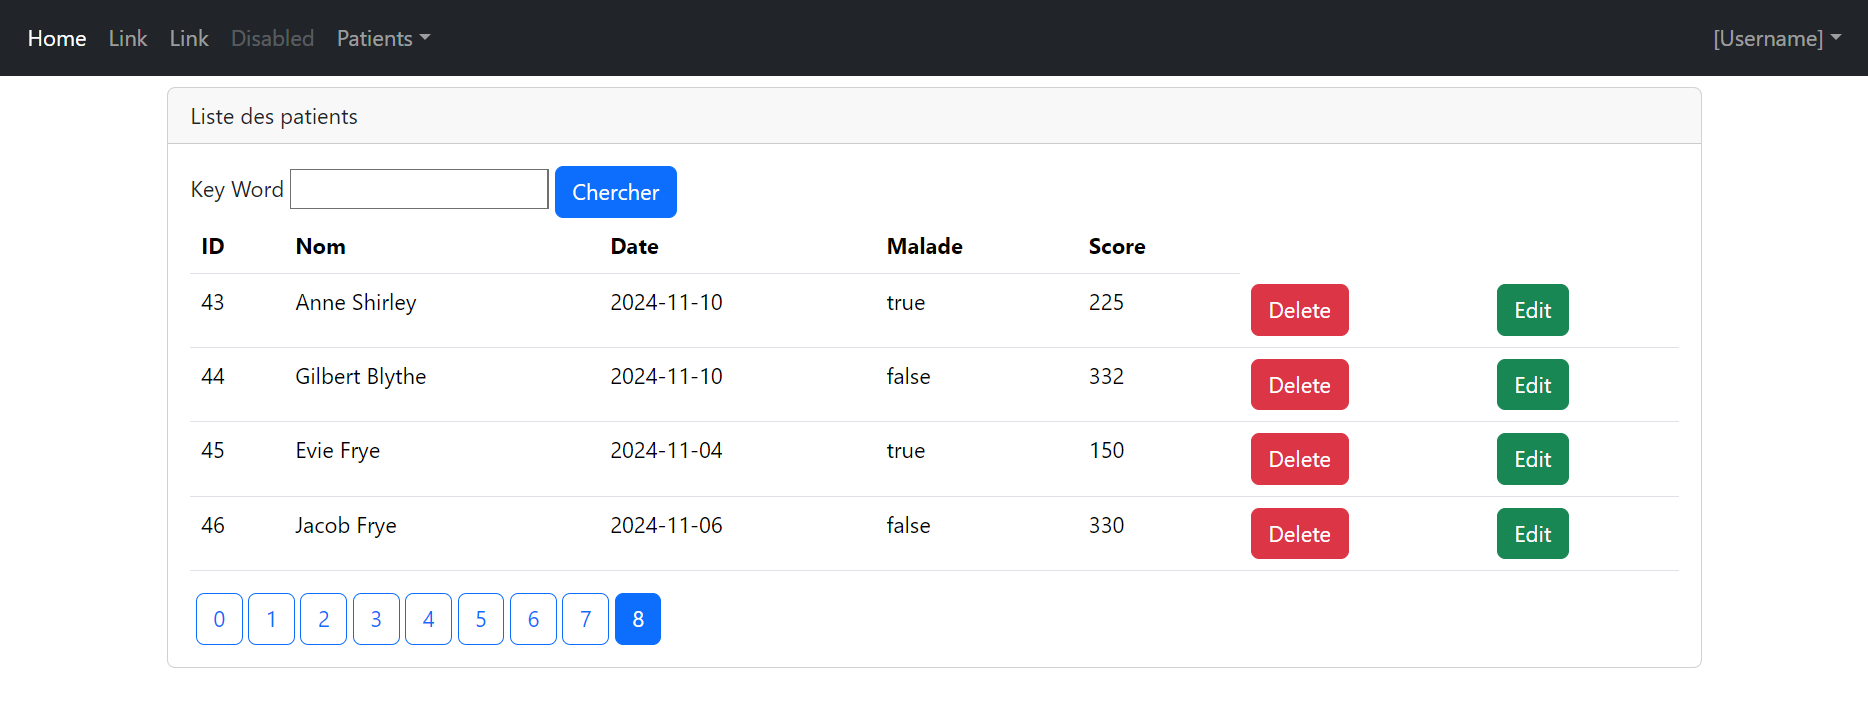 Home Link Link Disabled Patients [Username]
Liste des patients
Key Word Chercher
ID Nom Date Malade Score
43 Anne Shirley 2024-11-10 true 225 Delete Edit
44 Gilbert Blythe 2024-11-10 false 332 Delete Edit
45 Evie Frye 2024-11-04 true 150 Delete Edit
46 Jacob Frye 2024-11-06 false 330 Delete Edit
0 1 2 3 4 5 6 7 8